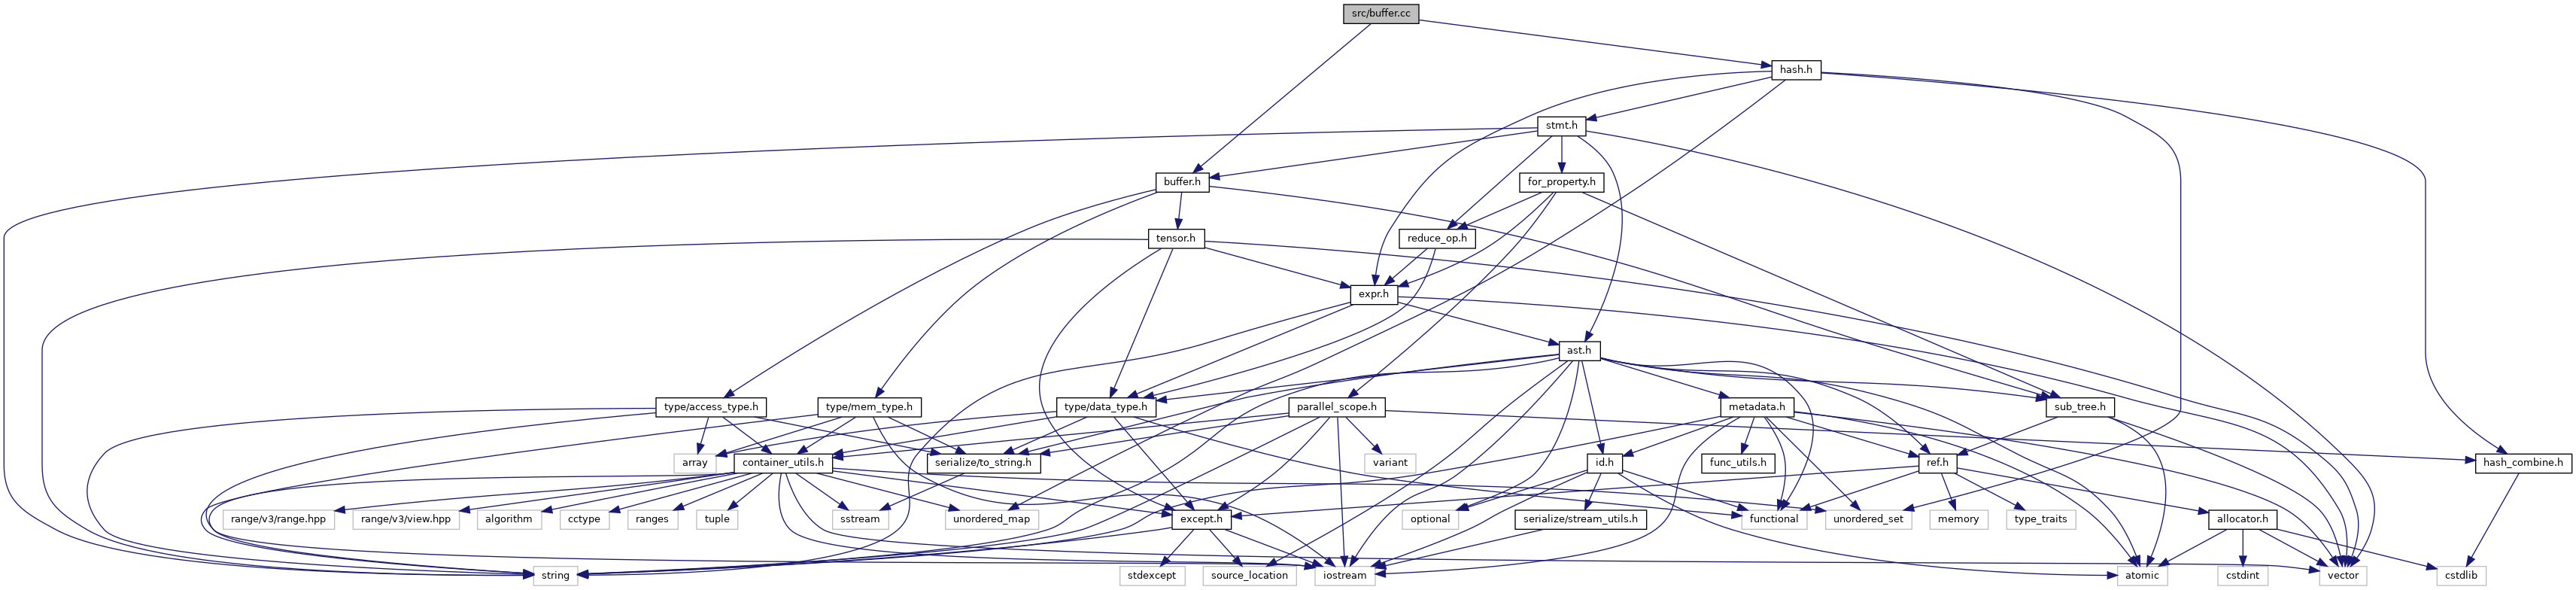 src/buffer.cc
hash.h
stmt.h
buffer.h
for_property.h
tensor.h
reduce_op.h
expr.h
ast.h
type/access_type.h
type/mem_type.h
type/data_type.h
parallel_scope.h
metadata.h
sub_tree.h
array
container_utils.h
serialize/to_string.h
variant
func_utils.h
id.h
ref.h
hash_combine.h
range/v3/range.hpp
range/v3/view.hpp
algorithm
cctype
ranges
tuple
sstream
unordered_map
except.h
optional
serialize/stream_utils.h
functional
unordered_set
memory
type_traits
allocator.h
string
stdexcept
source_location
iostream
atomic
cstdint
vector
cstdlib